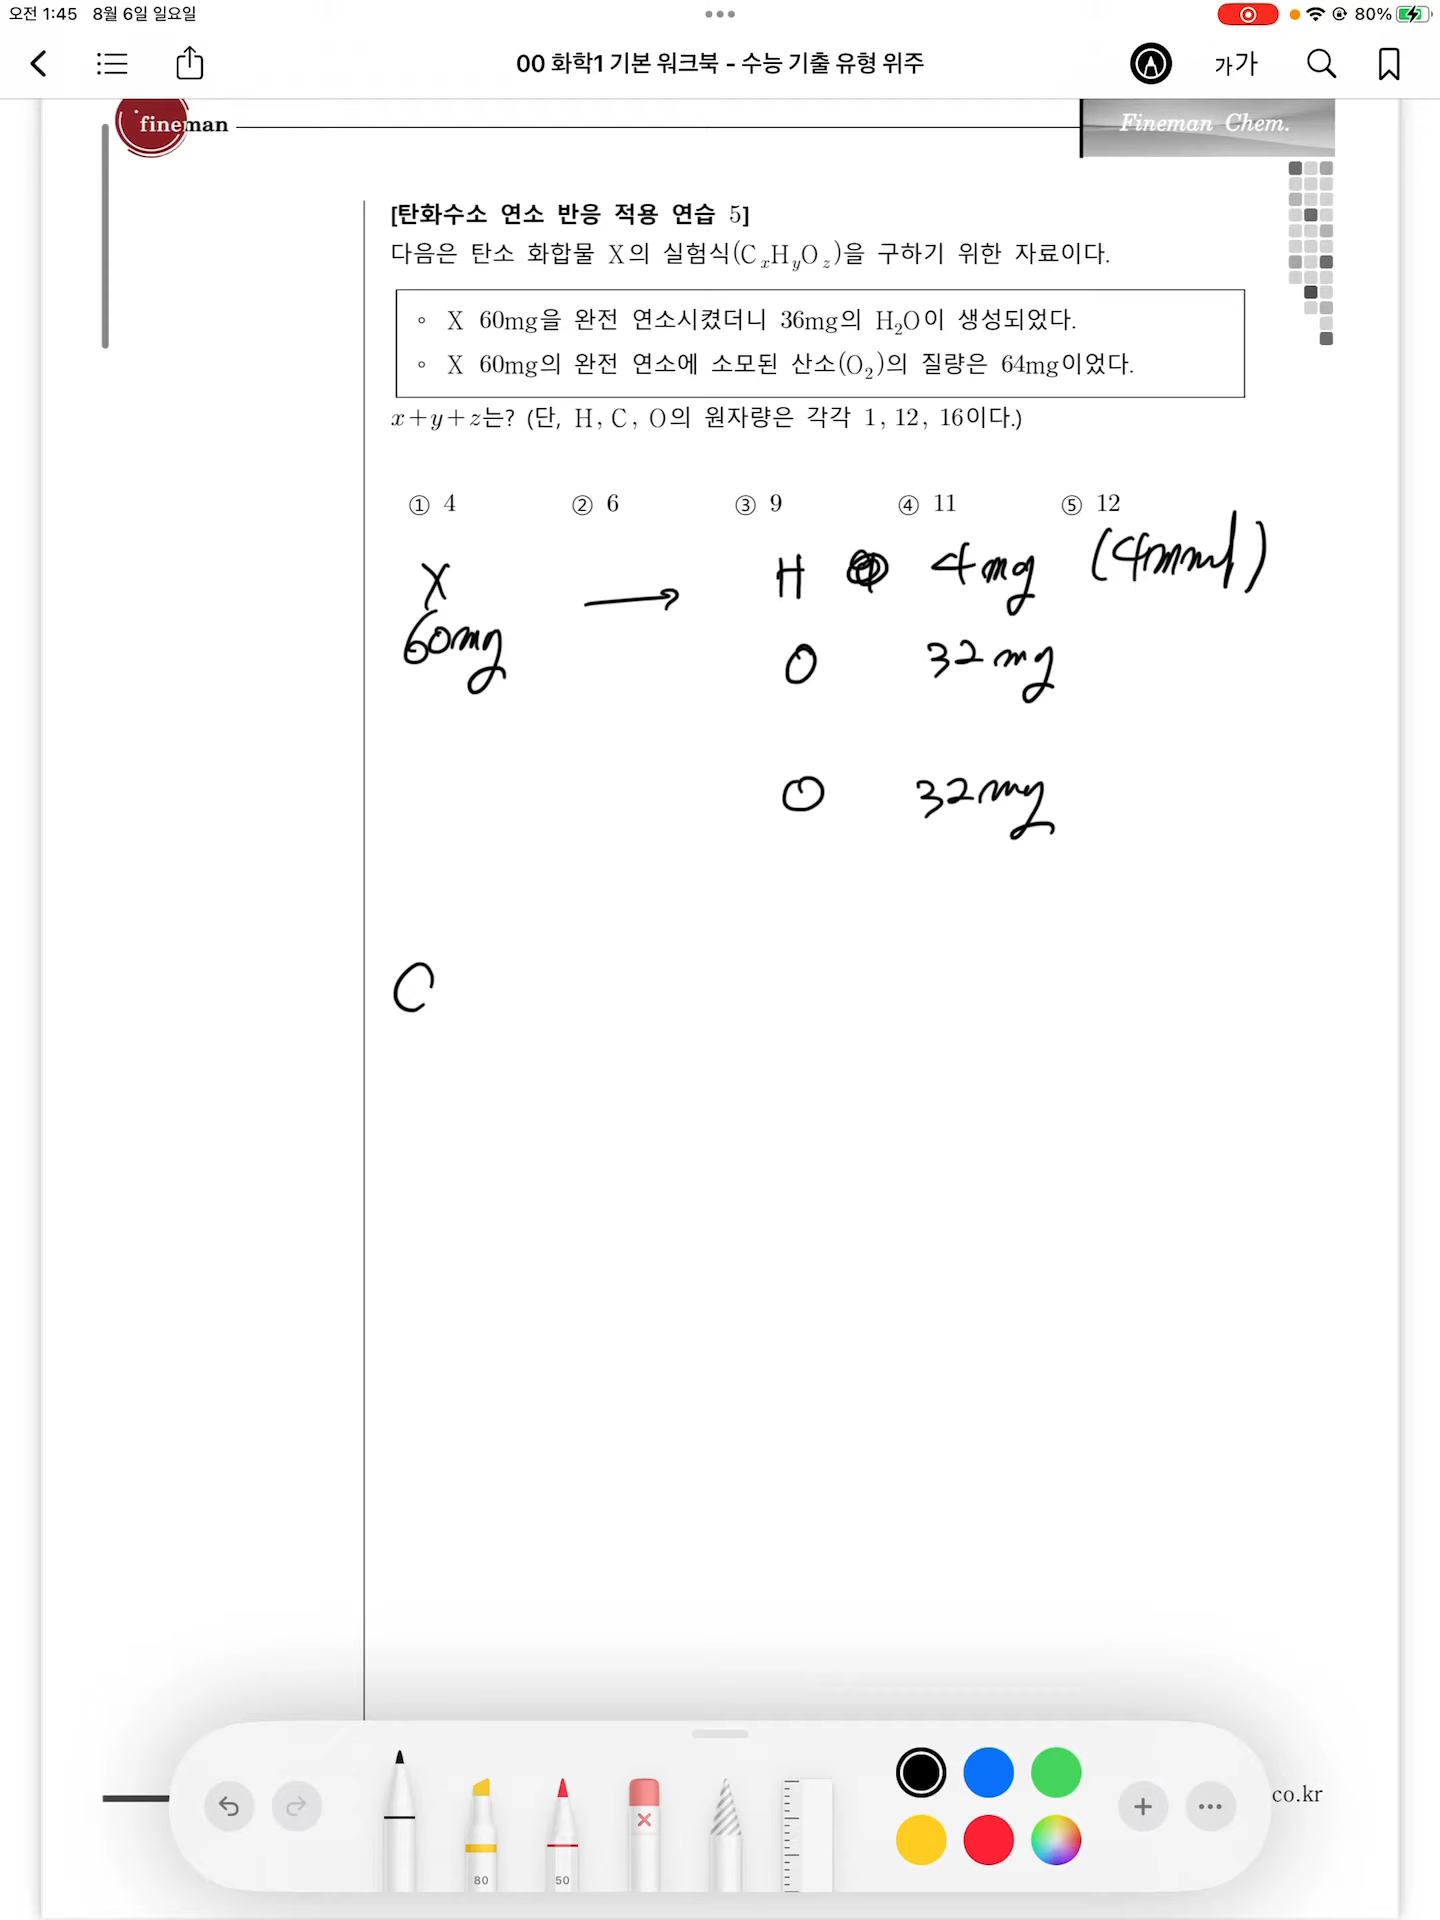 오전 1:45 8월 6일 일요일 80%
00 화학1 기본 워크북 - 수능 기출 유형 위주
가가
fineman
Fineman Chem.
[탄화수소 연소 반응 적용 연습 5]
다음은 탄소 화합물 X의 실험식(CₓHᵧO_z)을 구하기 위한 자료이다.
◦ X 60mg을 완전 연소시켰더니 36mg의 H₂O이 생성되었다.
◦ X 60mg의 완전 연소에 소모된 산소(O₂)의 질량은 64mg이었다.
x+y+z는? (단, H, C, O의 원자량은 각각 1, 12, 16이다.)
① 4 ② 6 ③ 9 ④ 11 ⑤ 12
X → H 4mg (4mmol)
60mg O 32mg
O 32mg
C
co.kr
80 50